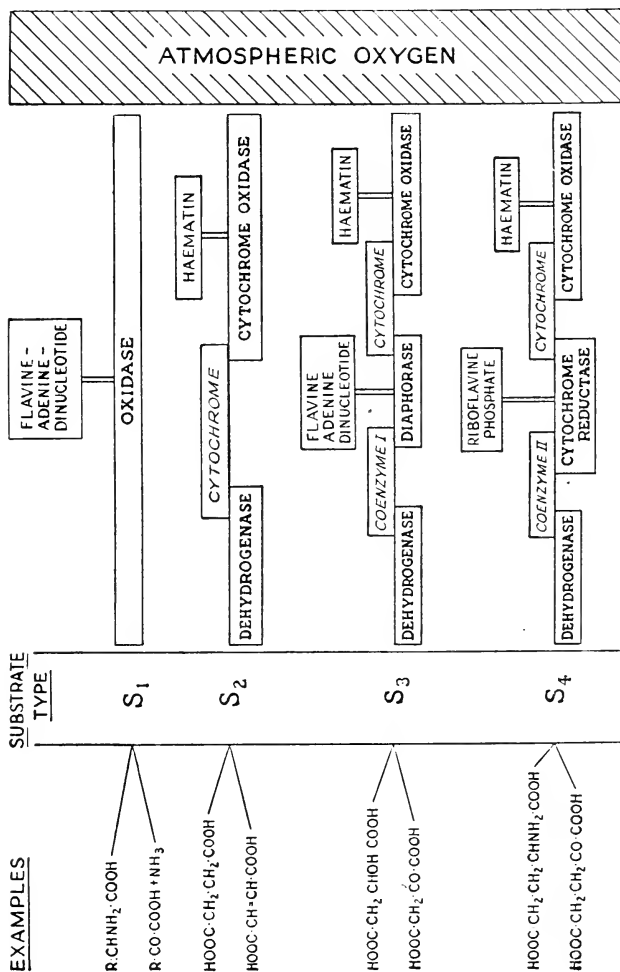 EXAMPLES
SUBSTRATE
TYPE
ATMOSPHERIC OXYGEN
R.CHNH₂·COOH
R·CO·COOH + NH₃
S₁
FLAVINE-
ADENINE-
DINUCLEOTIDE
OXIDASE
HOOC·CH₂·CH₂·COOH
HOOC·CH=CH·COOH
S₂
DEHYDROGENASE
CYTOCHROME
HAEMATIN
CYTOCHROME OXIDASE
HOOC·CH₂ CHOH COOH
HOOC·CH₂·CO·COOH
S₃
DEHYDROGENASE
COENZYME I
FLAVINE
ADENINE
DINUCLEOTIDE
DIAPHORASE
CYTOCHROME
HAEMATIN
CYTOCHROME OXIDASE
HOOC CH₂·CH₂·CHNH₂·COOH
HOOC·CH₂·CH₂·CO·COOH
S₄
DEHYDROGENASE
COENZYME II
RIBOFLAVINE
PHOSPHATE
CYTOCHROME
REDUCTASE
CYTOCHROME
HAEMATIN
CYTOCHROME OXIDASE